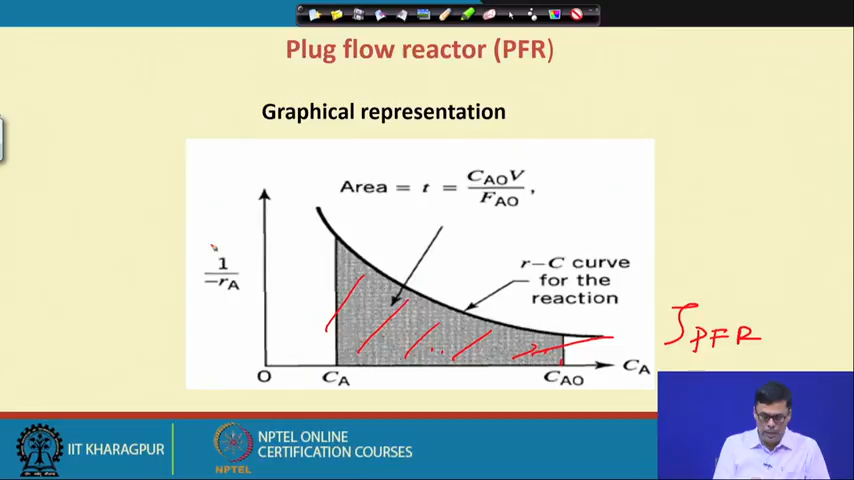 Plug flow reactor (PFR)
Graphical representation
Area = t = C_AO V / F_AO,
r–C curve
for the
reaction
1
–r_A
O
C_A
C_AO
C_A
τ PFR
IIT KHARAGPUR
NPTEL
NPTEL ONLINE
CERTIFICATION COURSES